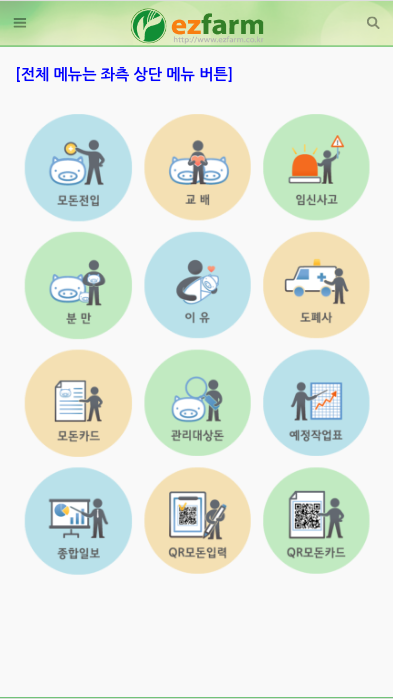 ezfarm
http://www.ezfarm.co.kr
[전체 메뉴는 좌측 상단 메뉴 버튼]
모돈전입
교 배
임신사고
분 만
이 유
도폐사
모돈카드
관리대상돈
예정작업표
종합일보
QR모돈입력
QR모돈카드